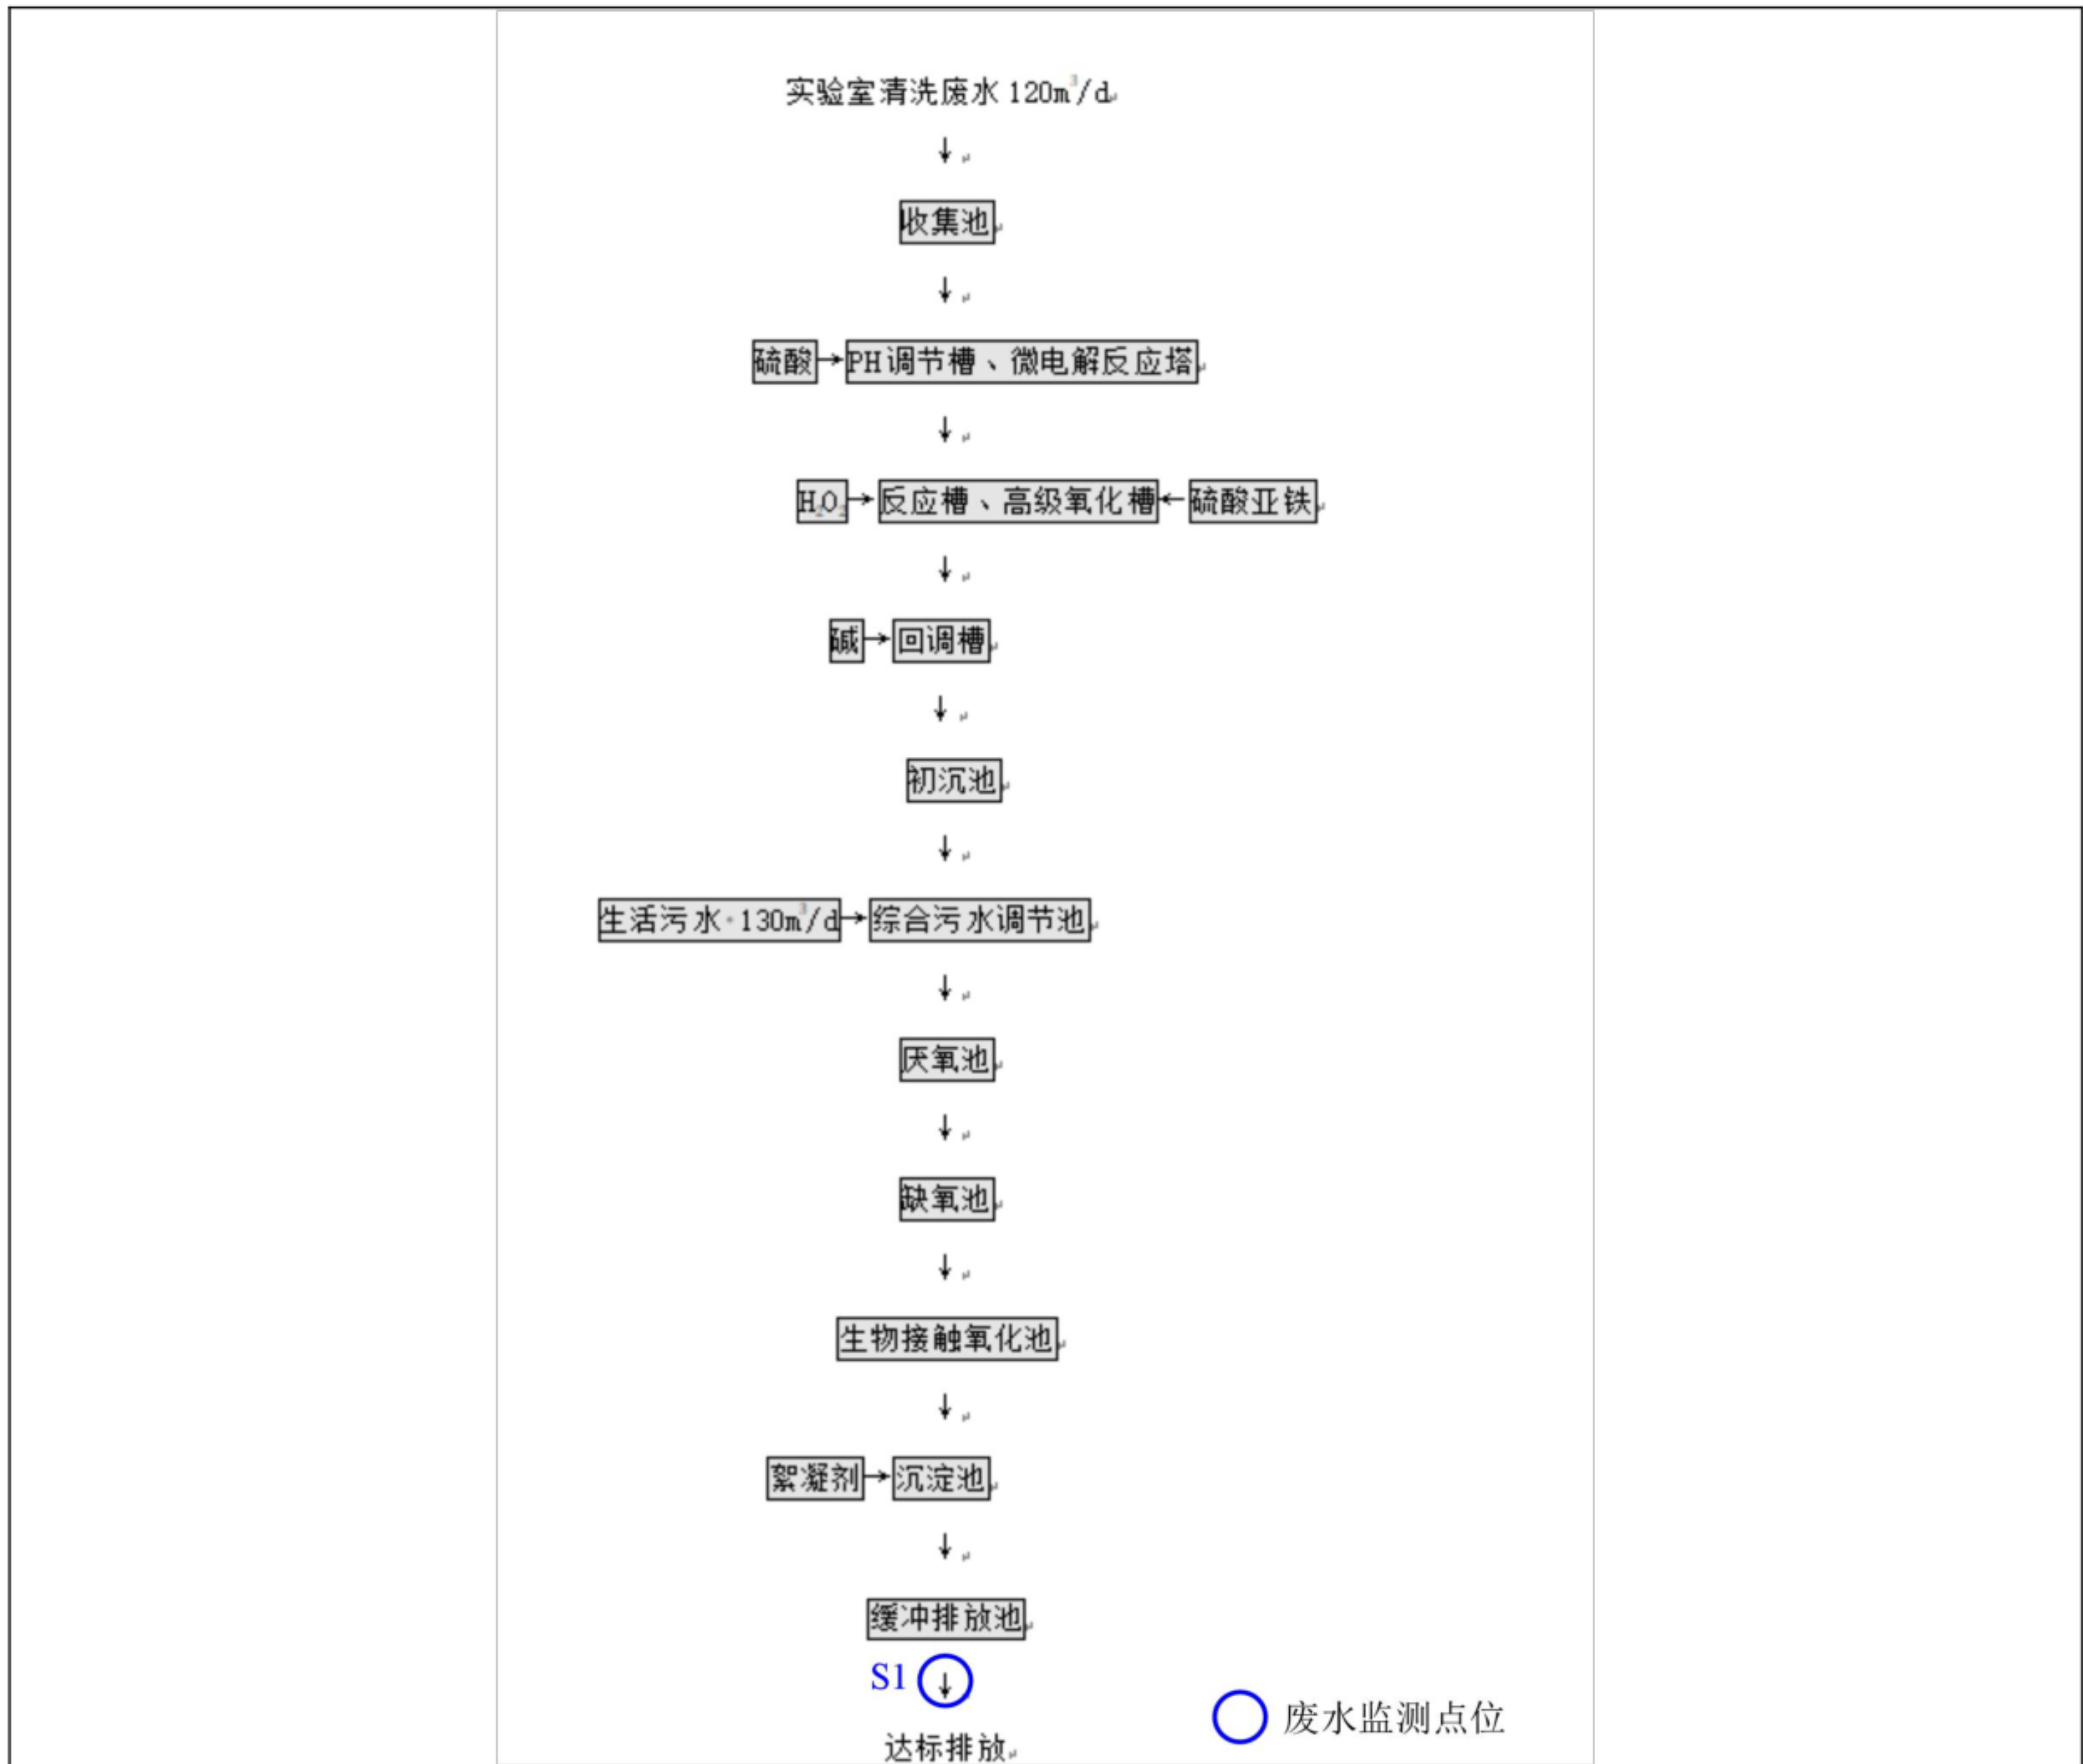 实验室清洗废水 120m³/d
收集池
硫酸 PH调节槽、微电解反应塔
H₂O₂ 反应槽、高级氧化槽 硫酸亚铁
碱 回调槽
初沉池
生活污水 130m³/d 综合污水调节池
厌氧池
缺氧池
生物接触氧化池
絮凝剂 沉淀池
缓冲排放池
S1
废水监测点位
达标排放